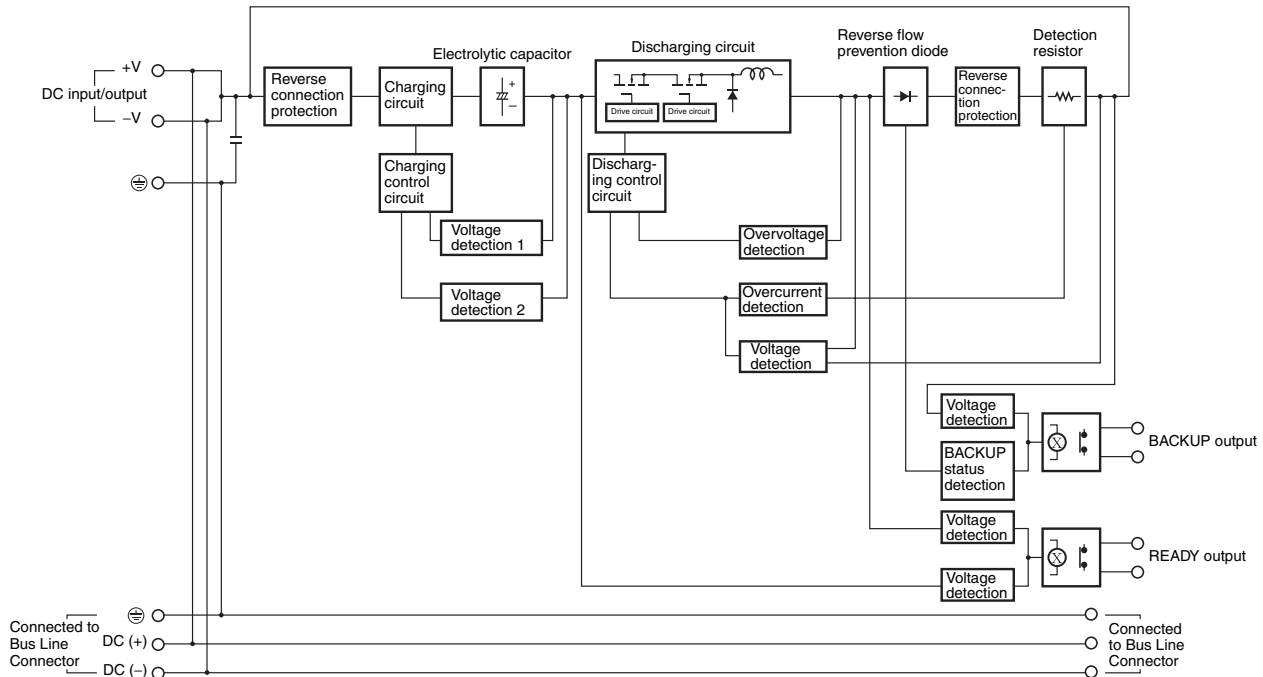 Electrolytic capacitor
Discharging circuit
Reverse flow
prevention diode
Detection
resistor
+V
DC input/output
−V
Reverse
connection
protection
Charging
circuit
+
−
Drive circuit
Drive circuit
Reverse
connec-
tion
protection
Charging
control
circuit
Discharg-
ing control
circuit
Voltage
detection 1
Overvoltage
detection
Voltage
detection 2
Overcurrent
detection
Voltage
detection
Voltage
detection
BACKUP
status
detection
X
BACKUP output
Voltage
detection
Voltage
detection
X
READY output
Connected to
Bus Line
Connector
DC (+)
DC (−)
Connected
to Bus Line
Connector